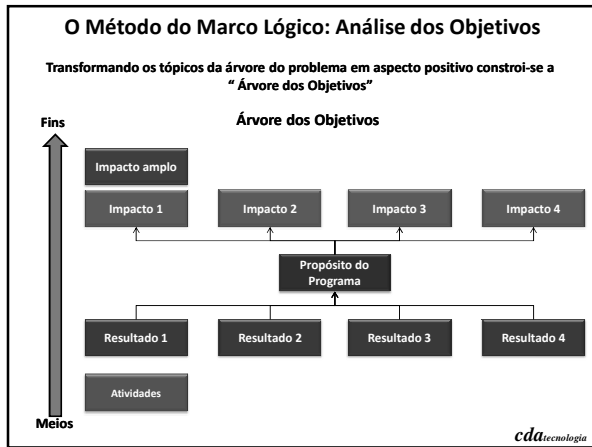 O Método do Marco Lógico: Análise dos Objetivos
Transformando os tópicos da árvore do problema em aspecto positivo constroi-se a
“ Árvore dos Objetivos”
Fins
Árvore dos Objetivos
Impacto amplo
Impacto 1
Impacto 2
Impacto 3
Impacto 4
Propósito do
Programa
Resultado 1
Resultado 2
Resultado 3
Resultado 4
Atividades
Meios
cdatecnologia